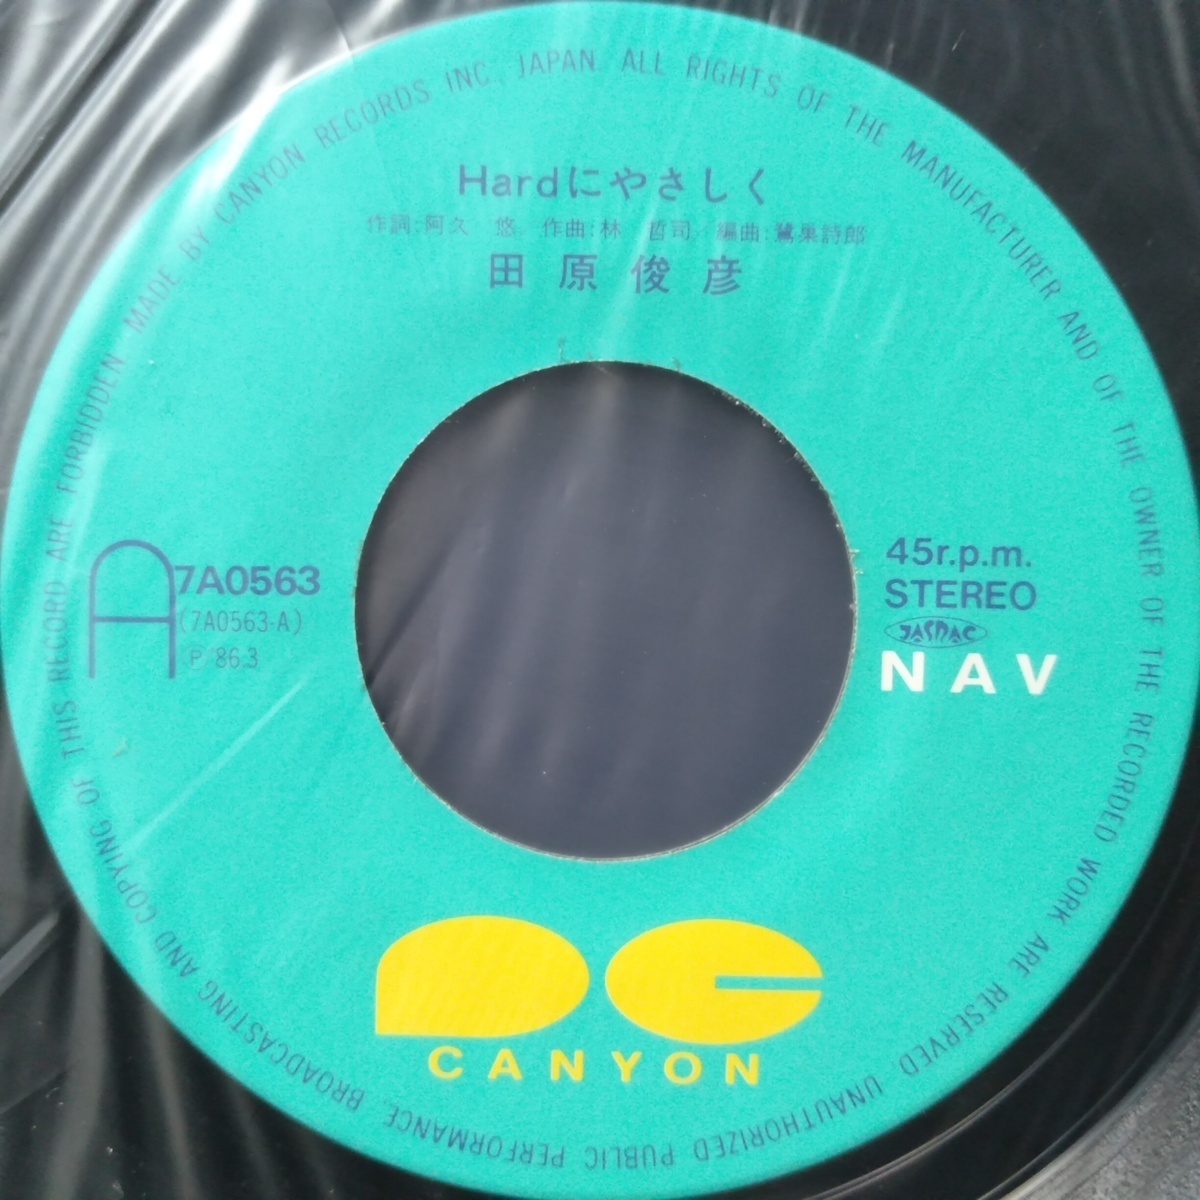 MADE BY CANYON RECORDS INC., JAPAN. ALL RIGHTS OF THE MANUFACTURER AND OF THE OWNER OF THE RECORDED WORK ARE RESERVED. UNAUTHORIZED PUBLIC PERFORMANCE, BROADCASTING AND COPYING OF THIS RECORD ARE FORBIDDEN
Hardにやさしく
作詞:阿久 悠 作曲:林 哲司 編曲:鷺巣詩郎
田原俊彦
A
7A0563
(7A0563-A)
P '86.3
45r.p.m.
STEREO
JASRAC
NAV
CANYON